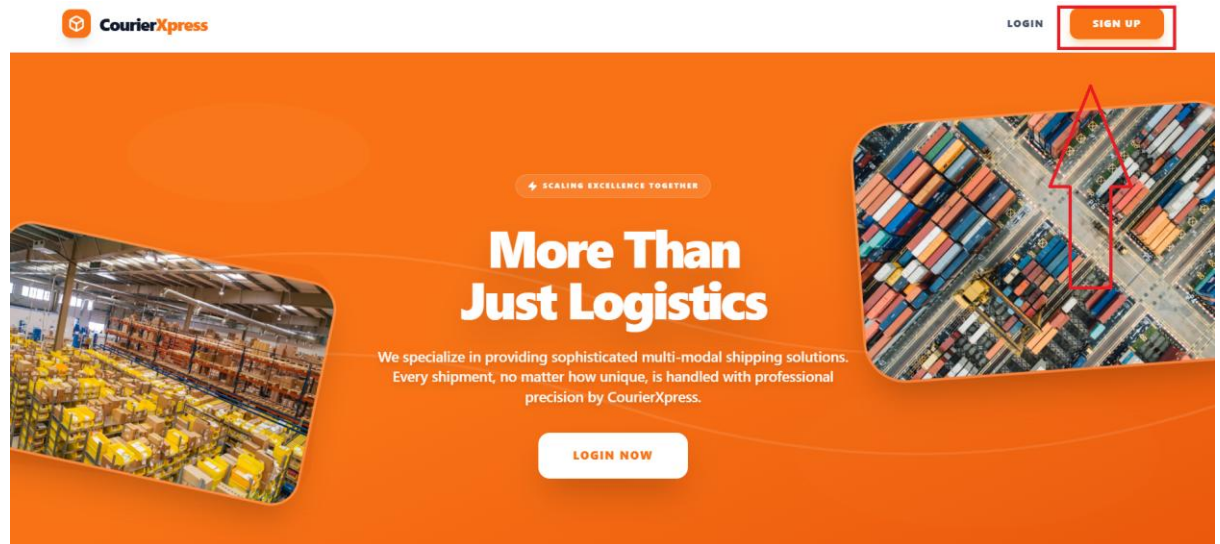 CourierXpress
LOGIN
SIGN UP
SCALING EXCELLENCE TOGETHER
More Than
Just Logistics
We specialize in providing sophisticated multi-modal shipping solutions.
Every shipment, no matter how unique, is handled with professional
precision by CourierXpress.
LOGIN NOW